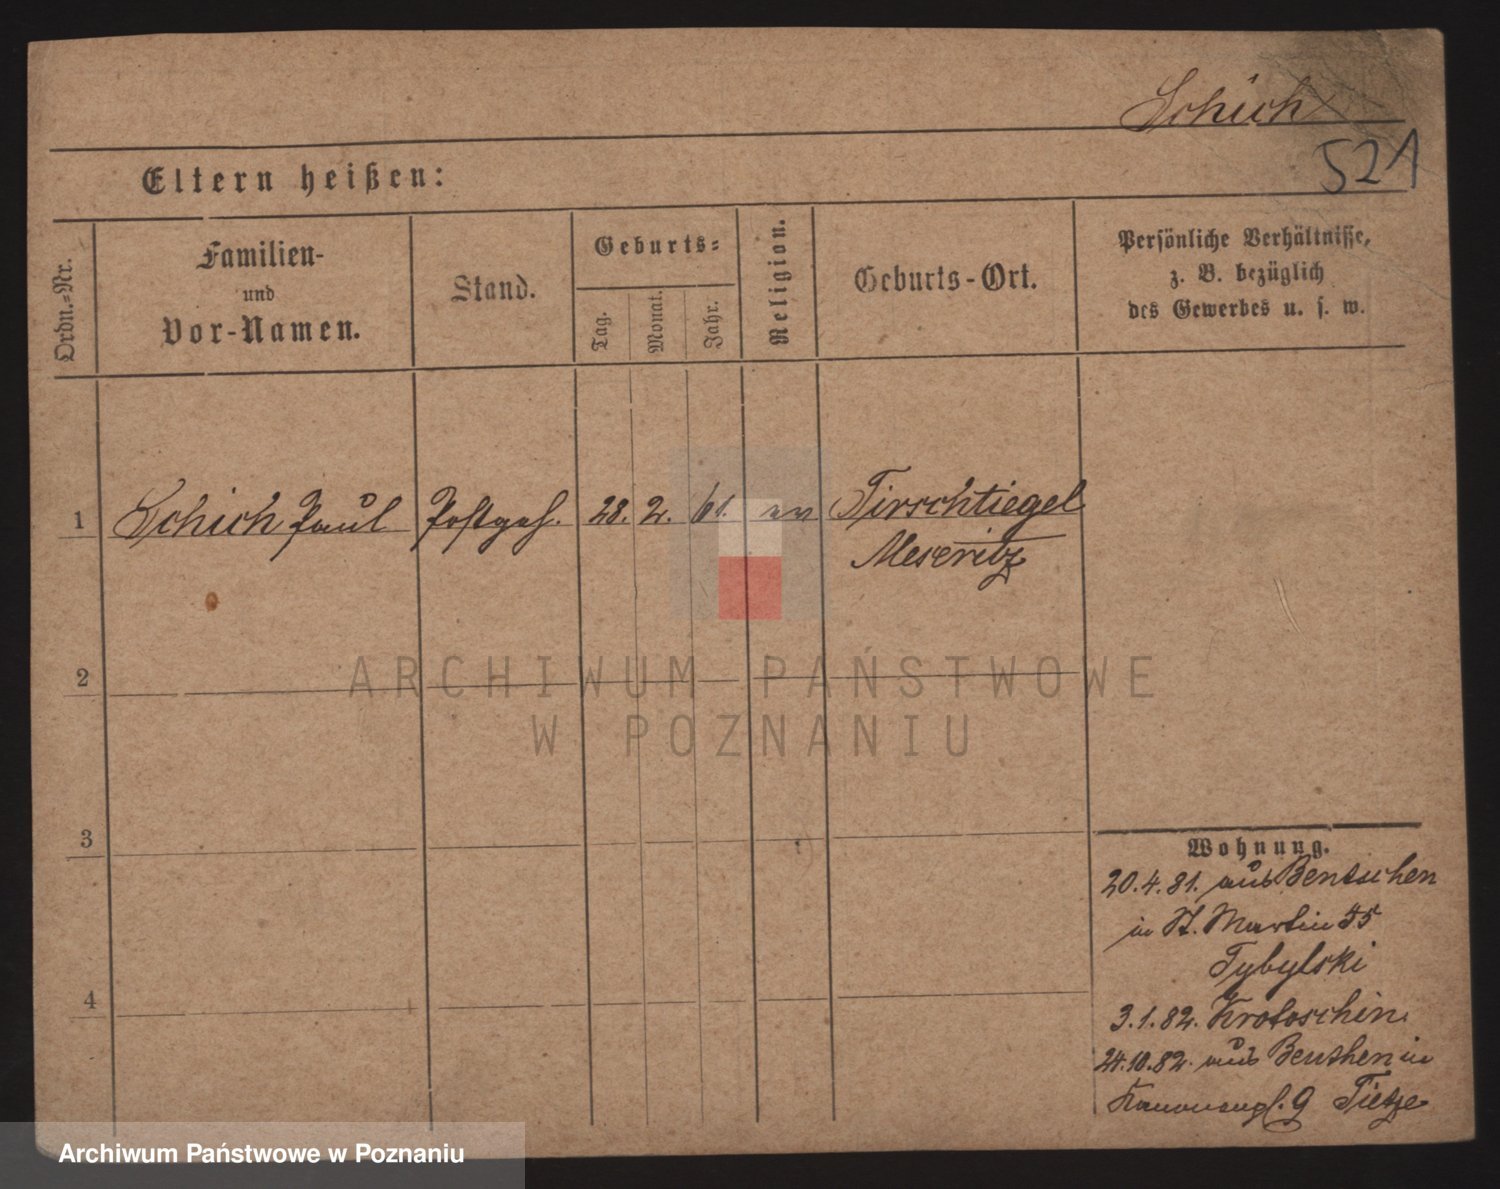 Schich
521
Eltern heißen:
Ordn.-Nr.
Familien-
und
Vor-Namen.
Stand.
Geburts-
Tag.
Monat.
Jahr.
Religion.
Geburts-Ort.
Persönliche Verhältnisse,
z. B. bezüglich
des Gewerbes u. s. w.
1 Schich Paul Postgeh. 28. 2. 61. ev Tirschtiegel
Meseritz
2
3
4
Wohnung.
20.4.81. aus Bentschen
in St. Martin 55
Tybylski
3.1.82. Krotoschin.
24.10.82. aus Beuthen in
9 Tietze
ARCHIWUM PAŃSTWOWE
W POZNANIU
Archiwum Państwowe w Poznaniu